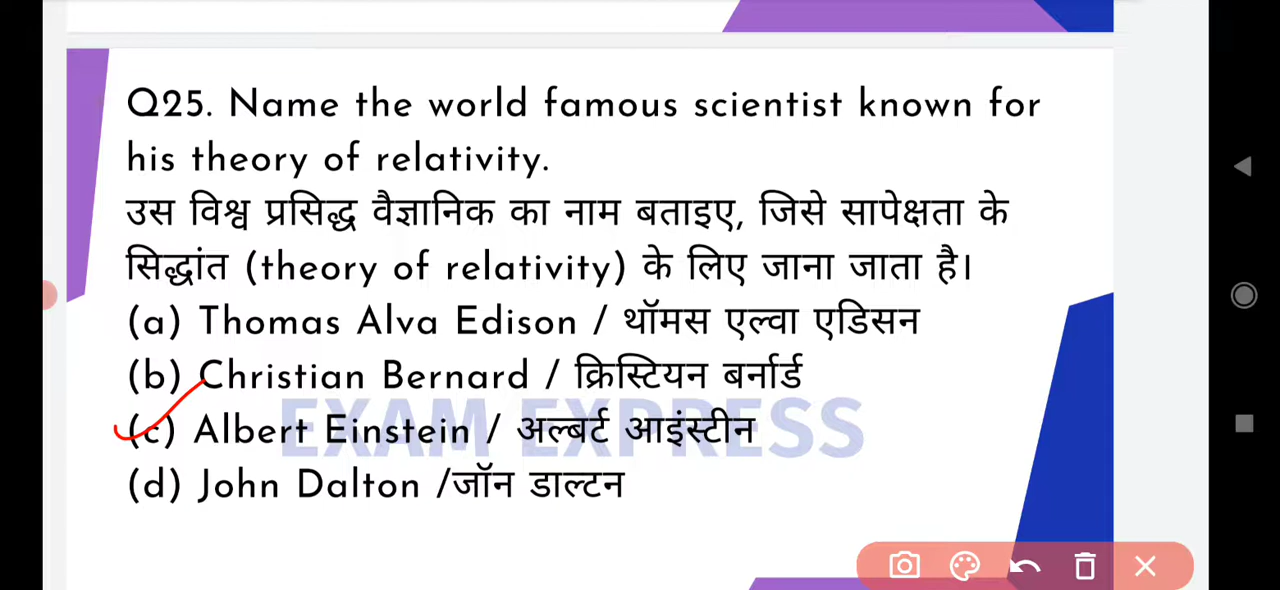 Q25. Name the world famous scientist known for
his theory of relativity.
उस विश्व प्रसिद्ध वैज्ञानिक का नाम बताइए, जिसे सापेक्षता के
सिद्धांत (theory of relativity) के लिए जाना जाता है।
(a) Thomas Alva Edison / थॉमस एल्वा एडिसन
(b) Christian Bernard / क्रिस्टियन बर्नार्ड
(c) Albert Einstein / अल्बर्ट आइंस्टीन
EXAM EXPRESS
(d) John Dalton /जॉन डाल्टन